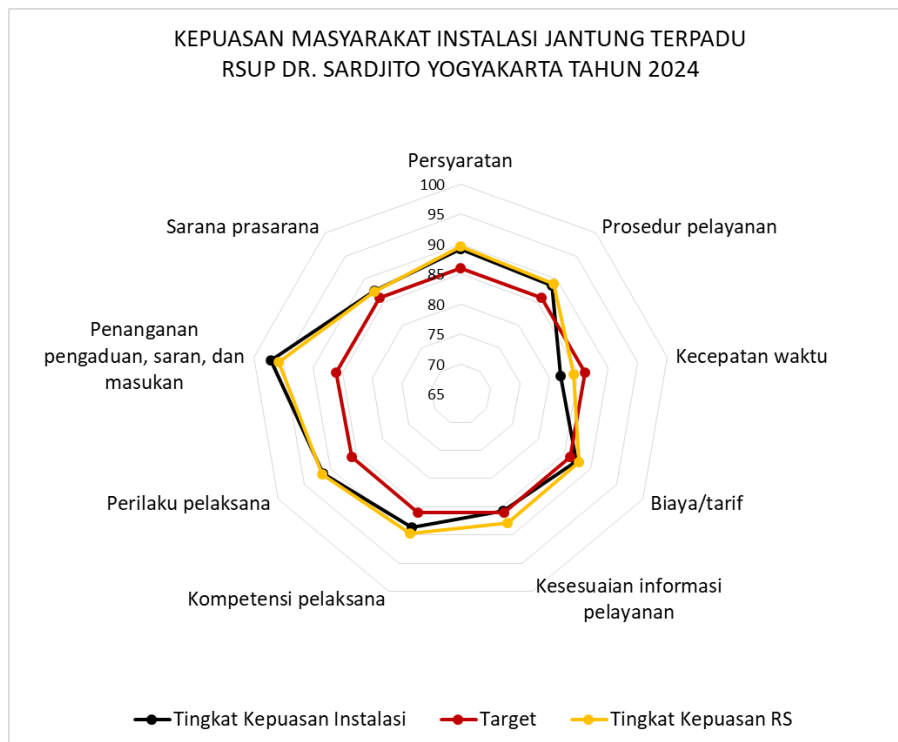 KEPUASAN MASYARAKAT INSTALASI JANTUNG TERPADU
RSUP DR. SARDJITO YOGYAKARTA TAHUN 2024
Persyaratan
100
95
90
85
80
75
70
65
Prosedur pelayanan
Kecepatan waktu
Biaya/tarif
Kesesuaian informasi
pelayanan
Kompetensi pelaksana
Perilaku pelaksana
Penanganan
pengaduan, saran, dan
masukan
Sarana prasarana
Tingkat Kepuasan Instalasi
Target
Tingkat Kepuasan RS